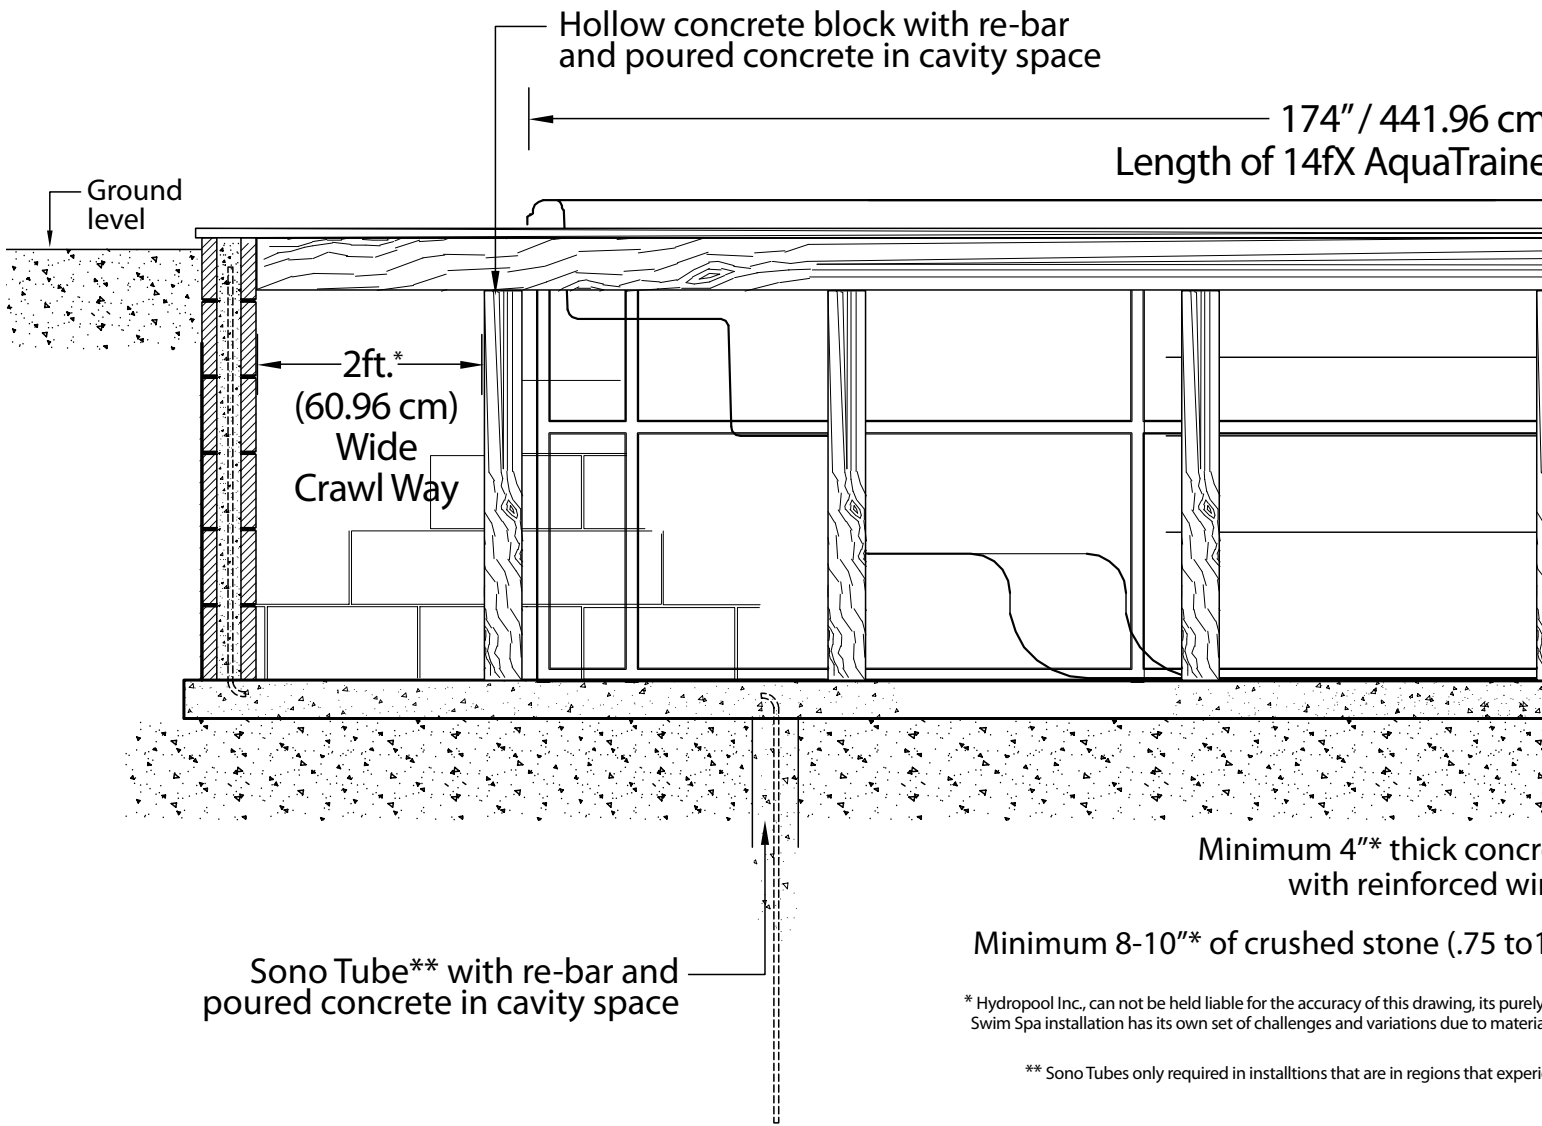 Hollow concrete block with re-bar
and poured concrete in cavity space
174″ / 441.96 cm
Length of 14fX AquaTraine
Ground
level
2ft.*
(60.96 cm)
Wide
Crawl Way
Minimum 4″* thick concre
with reinforced wir
Minimum 8-10″* of crushed stone (.75 to1
Sono Tube** with re-bar and
poured concrete in cavity space
* Hydropool Inc., can not be held liable for the accuracy of this drawing, its purely
Swim Spa installation has its own set of challenges and variations due to materia
** Sono Tubes only required in installtions that are in regions that experie